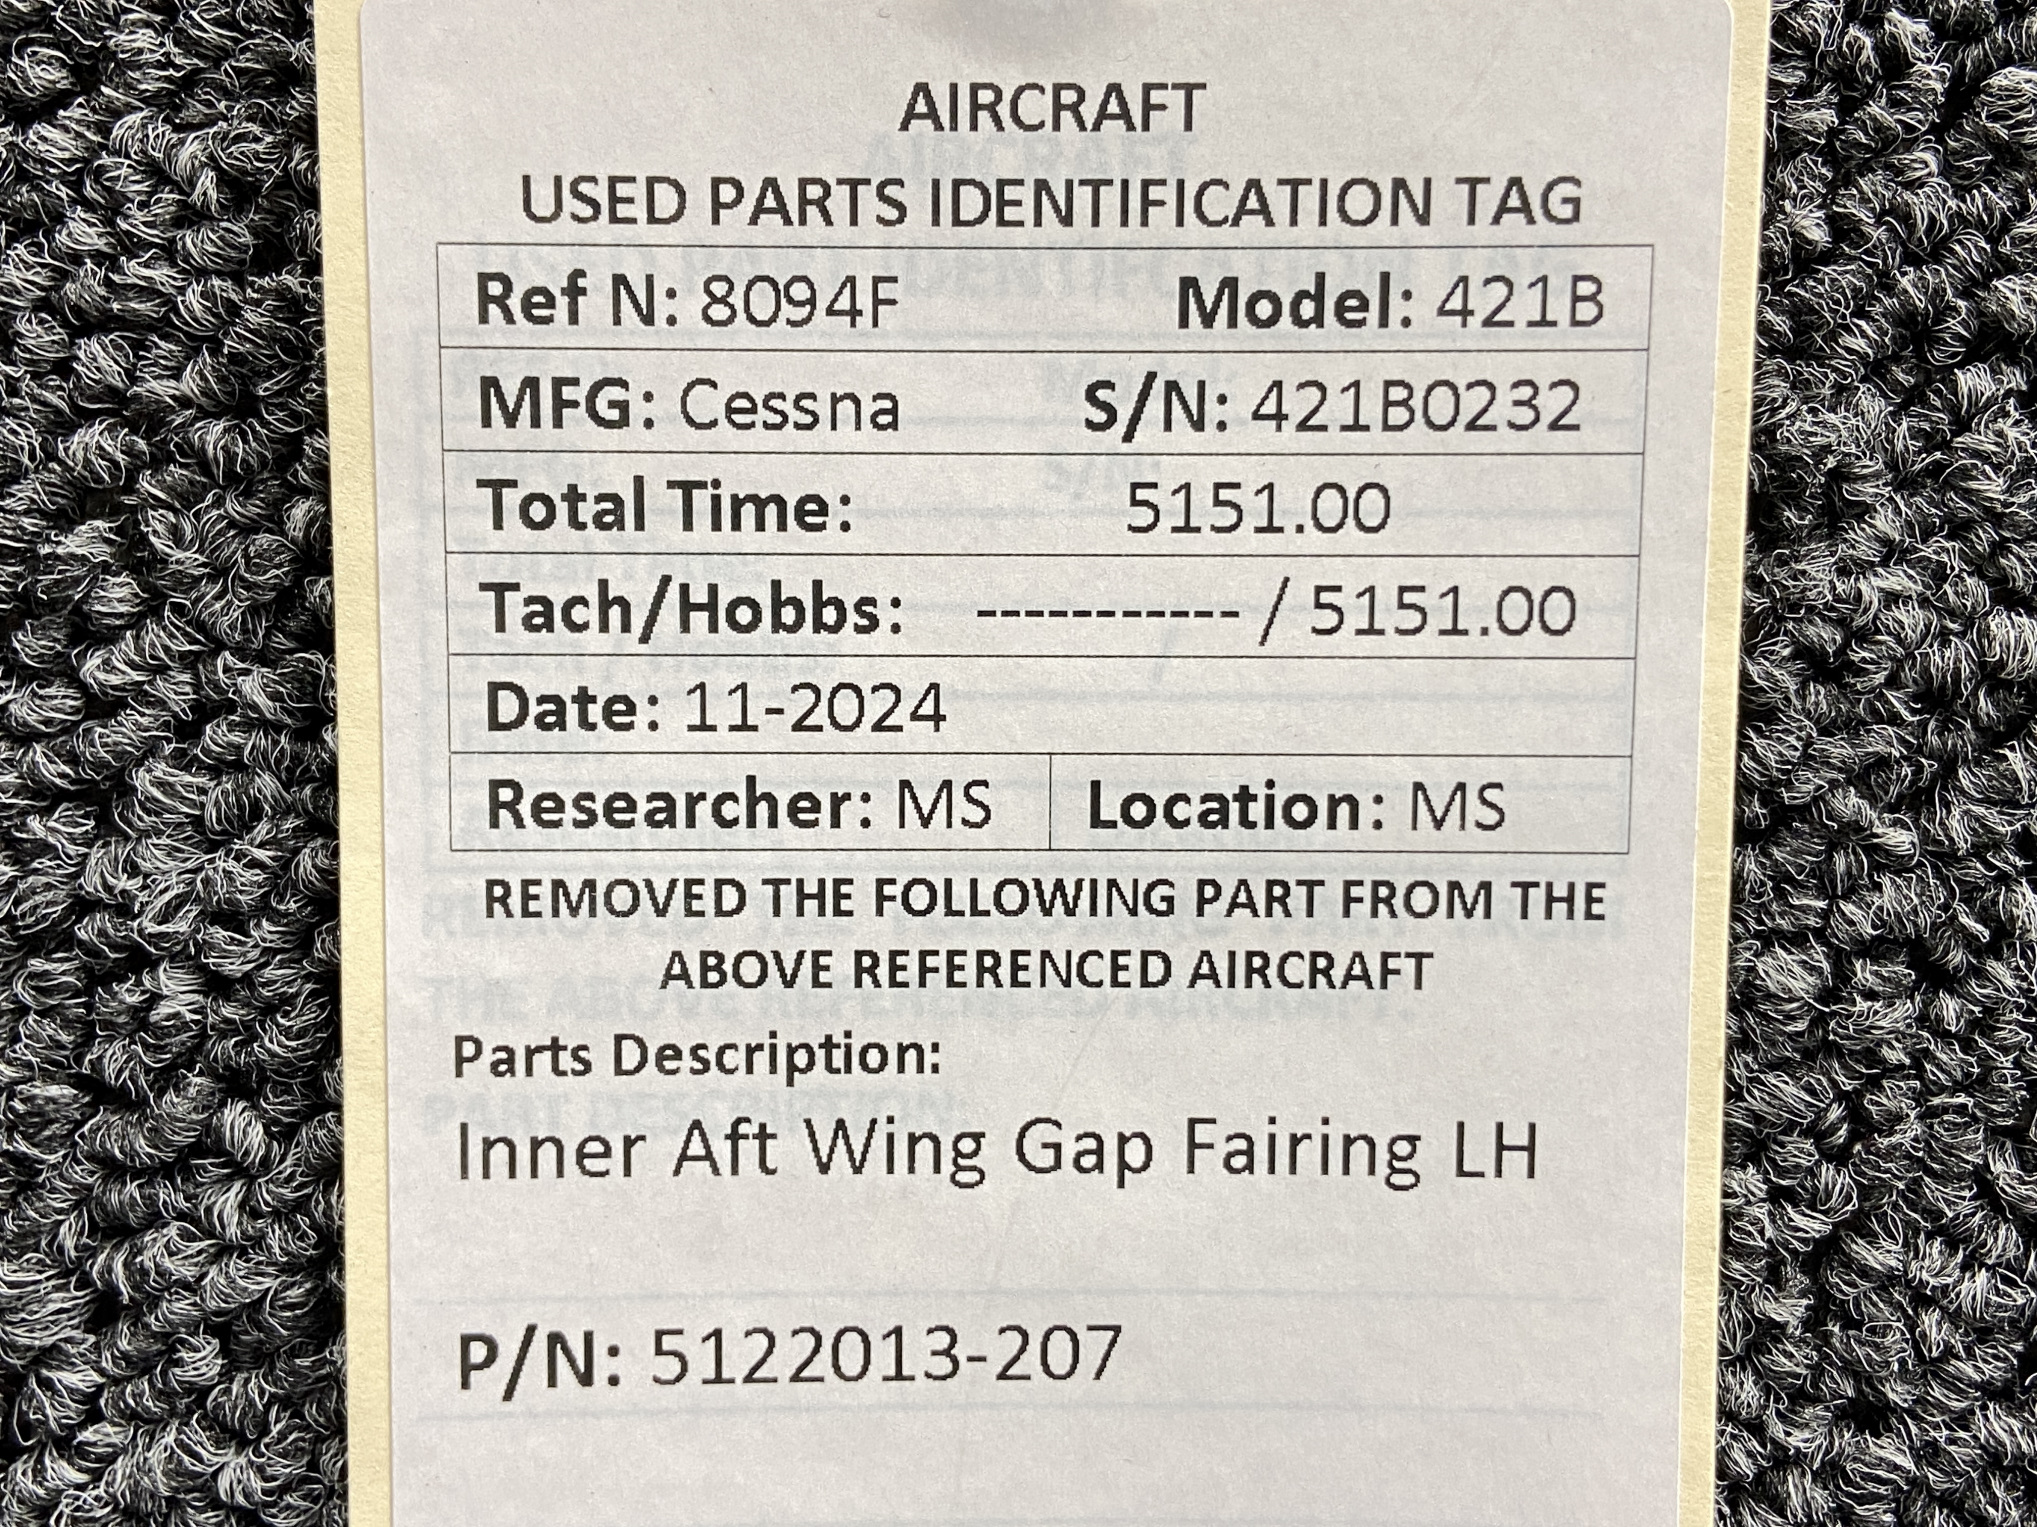 AIRCRAFT
USED PARTS IDENTIFICATION TAG
Ref N: 8094F Model: 421B
MFG: Cessna S/N: 421B0232
Total Time: 5151.00
Tach/Hobbs: ----------- / 5151.00
Date: 11-2024
Researcher: MS Location: MS
REMOVED THE FOLLOWING PART FROM THE
ABOVE REFERENCED AIRCRAFT
Parts Description:
Inner Aft Wing Gap Fairing LH
P/N: 5122013-207